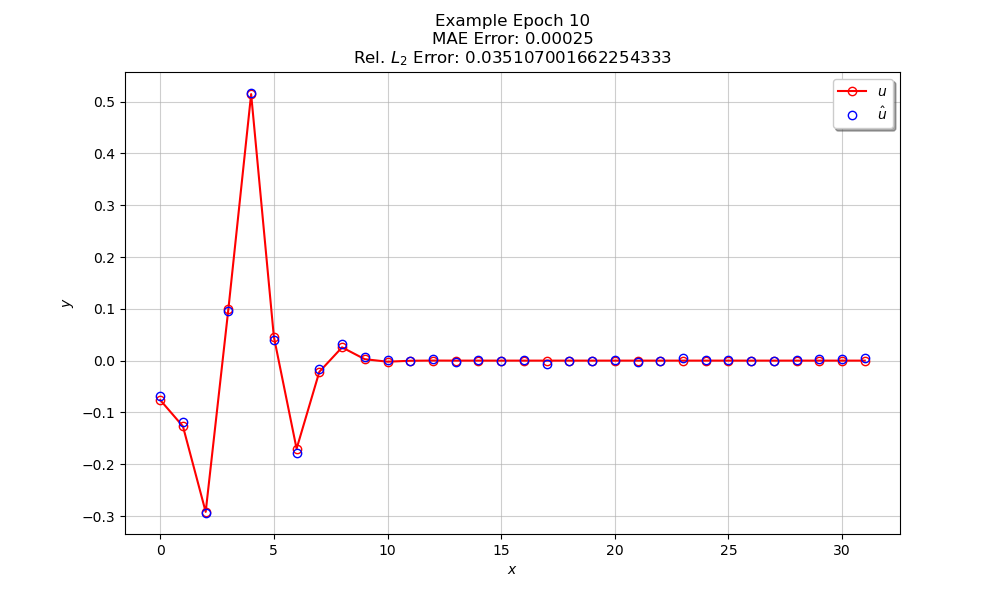 Example Epoch 10
MAE Error: 0.00025
Rel. L₂ Error: 0.035107001662254333
u
û
0.5
0.4
0.3
0.2
0.1
0.0
−0.1
−0.2
−0.3
y
0 5 10 15 20 25 30
x